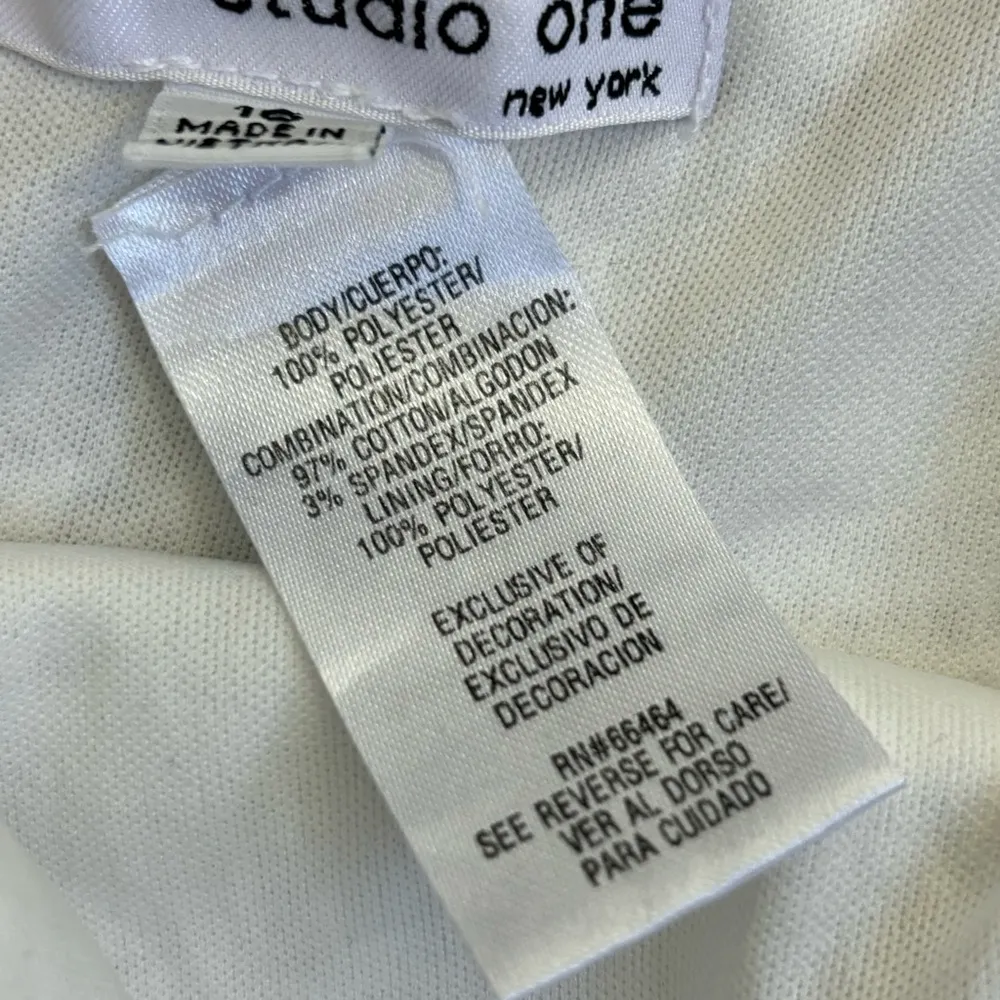 studio one
new york
16
MADE IN
VIETNAM
BODY/CUERPO:
100% POLYESTER/
POLIESTER
COMBINATION/COMBINACION:
97% COTTON/ALGODON
3% SPANDEX/SPANDEX
LINING/FORRO:
100% POLYESTER/
POLIESTER
EXCLUSIVE OF
DECORATION/
EXCLUSIVO DE
DECORACION
RN#66464
SEE REVERSE FOR CARE/
VER AL DORSO
PARA CUIDADO